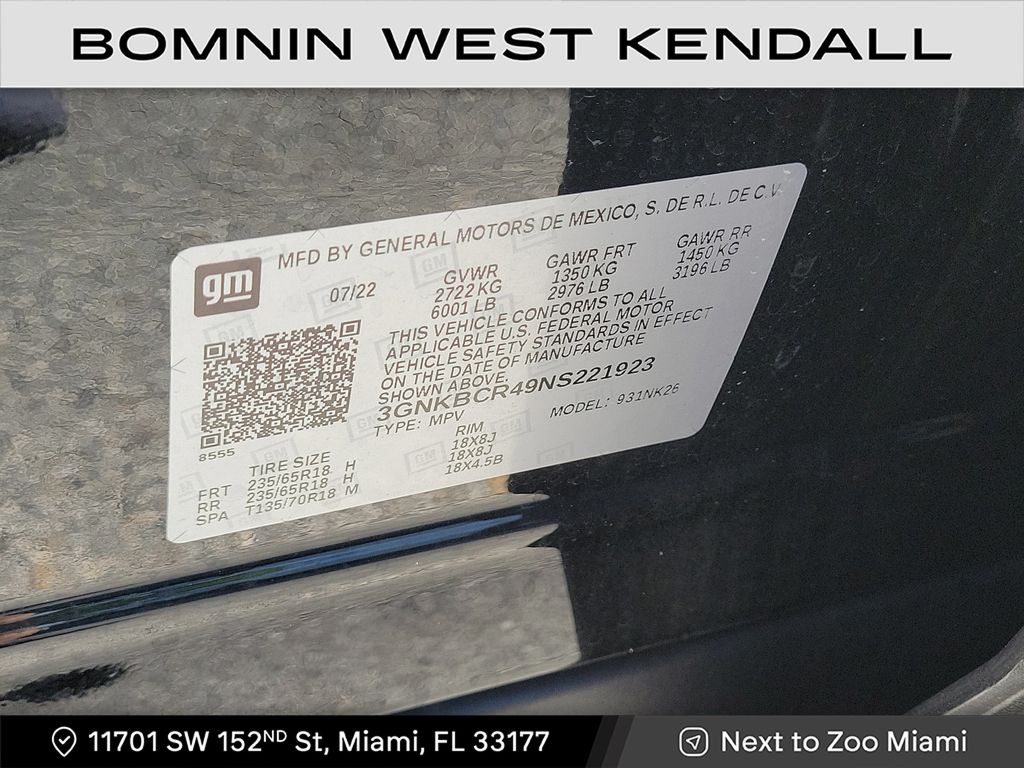 BOMNIN WEST KENDALL
MFD BY GENERAL MOTORS DE MEXICO, S. DE R.L. DE C.V.
gm
07/22
GVWR GAWR FRT GAWR RR
2722 KG 1350 KG 1450 KG
6001 LB 2976 LB 3196 LB
THIS VEHICLE CONFORMS TO ALL
APPLICABLE U.S. FEDERAL MOTOR
VEHICLE SAFETY STANDARDS IN EFFECT
ON THE DATE OF MANUFACTURE
SHOWN ABOVE.
3GNKBCR49NS221923
TYPE: MPV MODEL: 931NK26
8555
TIRE SIZE RIM
FRT 235/65R18 H 18X8J
RR 235/65R18 H 18X8J
SPA T135/70R18 M 18X4.5B
11701 SW 152ND St, Miami, FL 33177
Next to Zoo Miami